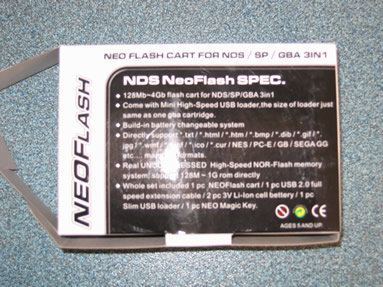 NEO FLASH CART FOR NDS / SP / GBA 3IN1
NEOFLASH
NDS NeoFlash SPEC.
• 128Mb~4Gb flash cart for NDS/SP/GBA 3in1
• Come with Mini High-Speed USB loader,the size of loader just
same as one gba cartridge.
• Build-in battery changeable system
• Directly support *.txt / *.html / *.htm / *.bmp / *.dib / *.gif / *.
jpg / *.wmf / / *.ico / *.cur / NES / PC-E / GB / SEGA GG
etc...
• Real High-Speed NOR-Flash memory
system, support 128M ~ 1G rom directly
• Whole set included 1 pc NEOFlash cart / 1 pc USB 2.0 full
speed extension cable / 2 pc 3V Li-ion cell battery / 1 pc
Slim USB loader / 1 pc NEO Magic Key.
CE
AGES 5 AND UP.